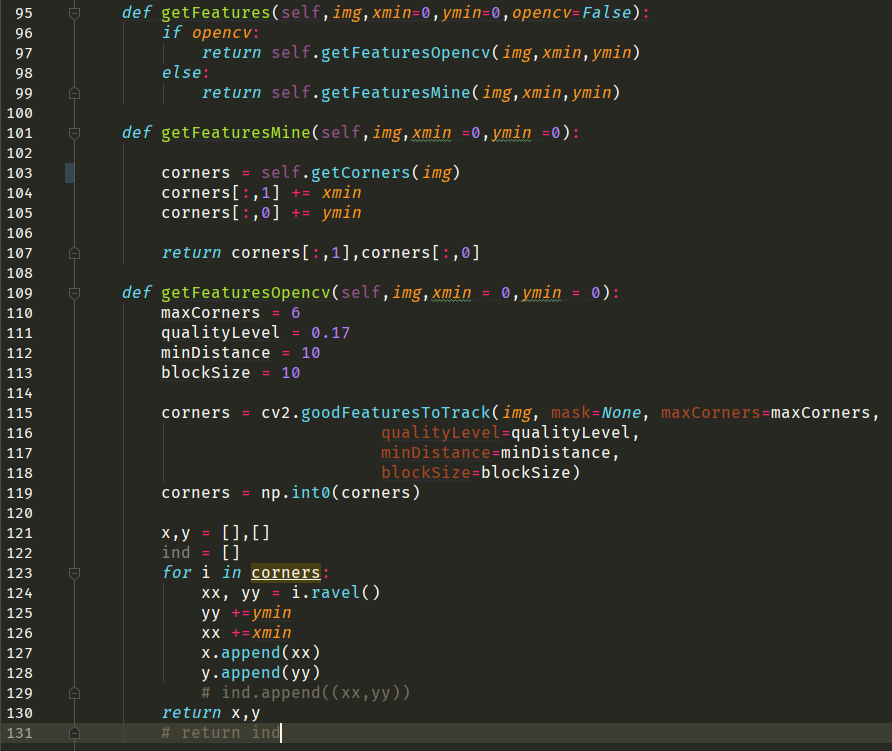 95 def getFeatures(self,img,xmin=0,ymin=0,opencv=False):
96 if opencv:
97 return self.getFeaturesOpencv(img,xmin,ymin)
98 else:
99 return self.getFeaturesMine(img,xmin,ymin)
100
101 def getFeaturesMine(self,img,xmin =0,ymin =0):
102
103 corners = self.getCorners(img)
104 corners[:,1] += xmin
105 corners[:,0] += ymin
106
107 return corners[:,1],corners[:,0]
108
109 def getFeaturesOpencv(self,img,xmin = 0,ymin = 0):
110 maxCorners = 6
111 qualityLevel = 0.17
112 minDistance = 10
113 blockSize = 10
114
115 corners = cv2.goodFeaturesToTrack(img, mask=None, maxCorners=maxCorners,
116 qualityLevel=qualityLevel,
117 minDistance=minDistance,
118 blockSize=blockSize)
119 corners = np.int0(corners)
120
121 x,y = [],[]
122 ind = []
123 for i in corners:
124 xx, yy = i.ravel()
125 yy +=ymin
126 xx +=xmin
127 x.append(xx)
128 y.append(yy)
129 # ind.append((xx,yy))
130 return x,y
131 # return ind